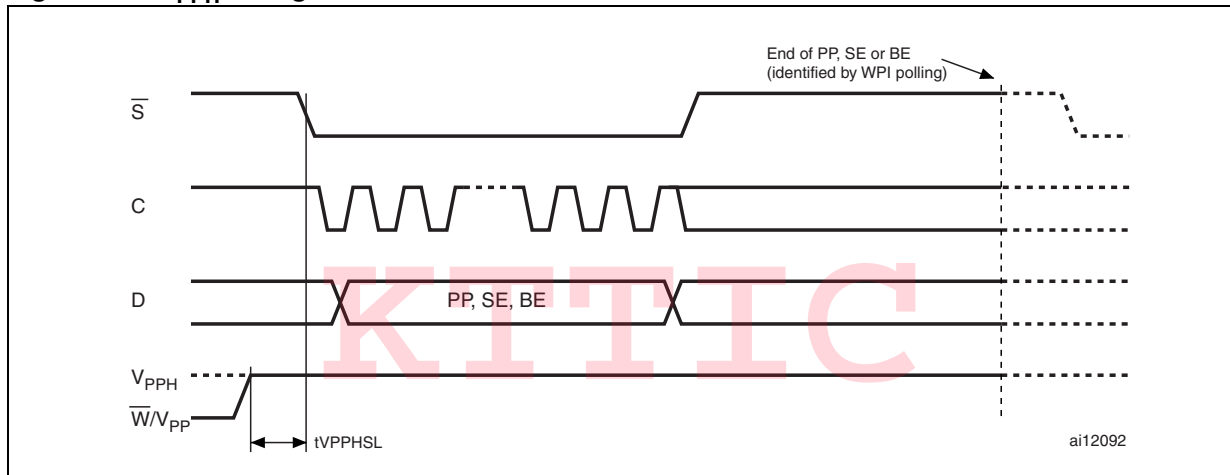 End of PP, SE or BE
(identified by WPI polling)
S
C
D
PP, SE, BE
KTTIC
VPPH
W/VPP
tVPPHSL
ai12092